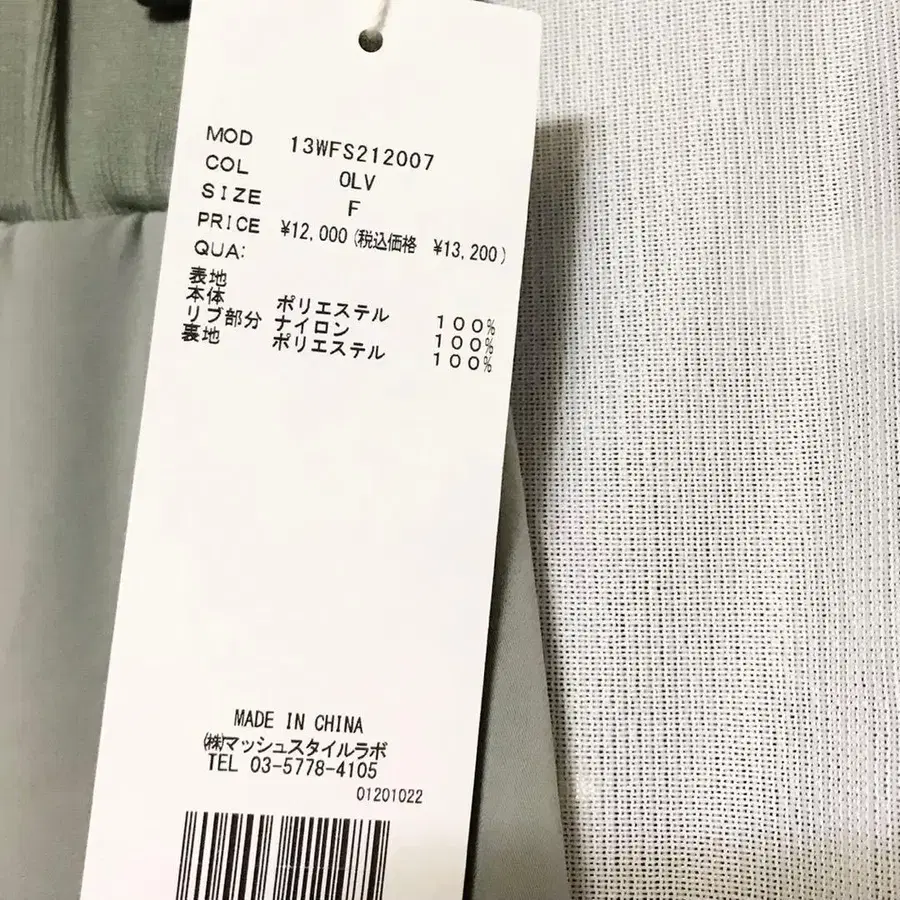 MOD 13WFS212007
COL OLV
SIZE F
PRICE ¥12,000(税込価格 ¥13,200)
QUA:
表地
本体 ポリエステル 100%
リブ部分 ナイロン 100%
裏地 ポリエステル 100%
MADE IN CHINA
㈱マッシュスタイルラボ
TEL 03-5778-4105
01201022